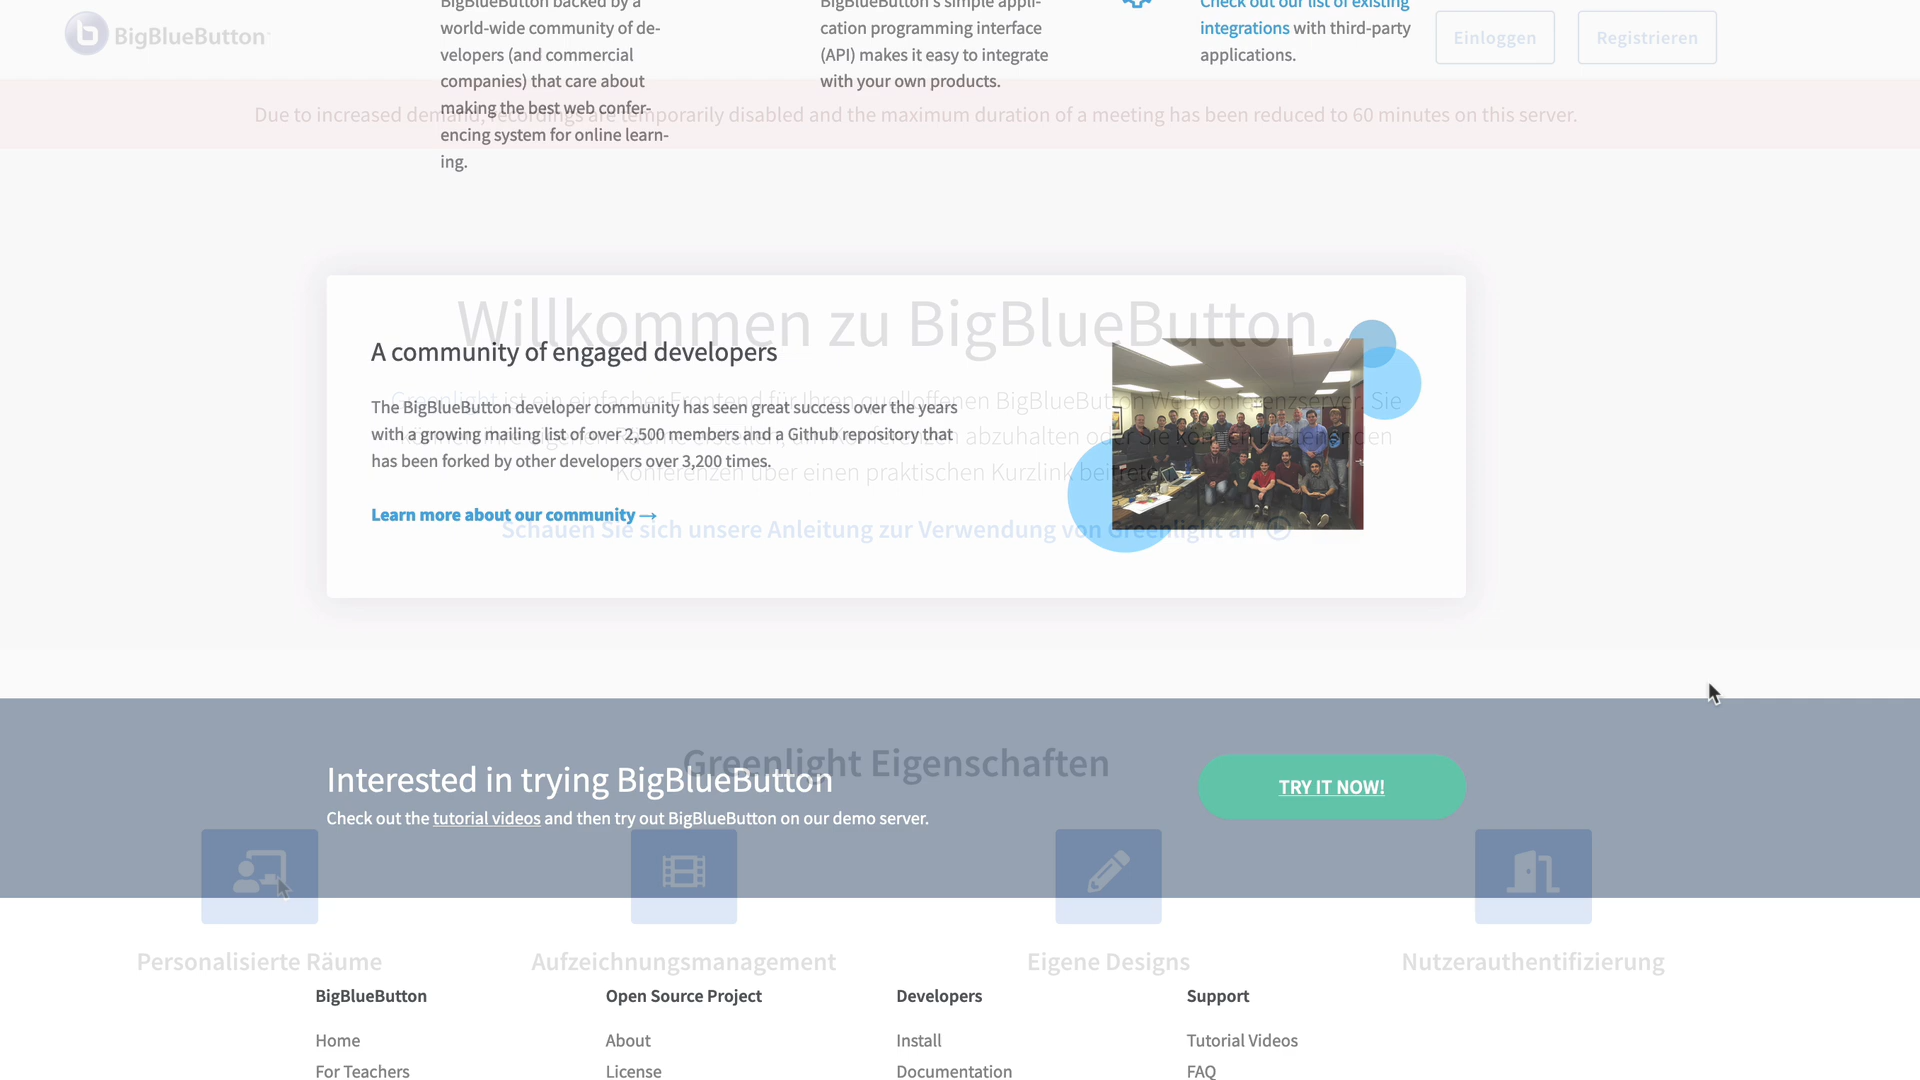 BigBlueButton
BigBlueButton backed by a
world-wide community of de-
velopers (and commercial
companies) that care about
making the best web confer-
encing system for online learn-
ing.
BigBlueButton's simple appli-
cation programming interface
(API) makes it easy to integrate
with your own products.
Check out our list of existing
integrations with third-party
applications.
Einloggen
Registrieren
Due to increased demand, recordings are temporarily disabled and the maximum duration of a meeting has been reduced to 60 minutes on this server.
Willkommen zu BigBlueButton.
A community of engaged developers
Greenlight ist ein einfacher Frontend für Ihren quelloffenen BigBlueButton Webkonferenzserver. Sie
The BigBlueButton developer community has seen great success over the years
with a growing mailing list of over 2,500 members and a Github repository that
Räume erstellen, um Konferenzen abzuhalten oder Sie können
has been forked by other developers over 3,200 times.
Konferenzen über einen praktischen Kurzlink beitreten
Learn more about our community →
Schauen Sie sich unsere Anleitung zur Verwendung von Greenlight an
Greenlight Eigenschaften
Interested in trying BigBlueButton
TRY IT NOW!
Check out the tutorial videos and then try out BigBlueButton on our demo server.
Personalisierte Räume
Aufzeichnungsmanagement
Eigene Designs
Nutzerauthentifizierung
BigBlueButton
Open Source Project
Developers
Support
Home
About
Install
Tutorial Videos
For Teachers
License
Documentation
FAQ